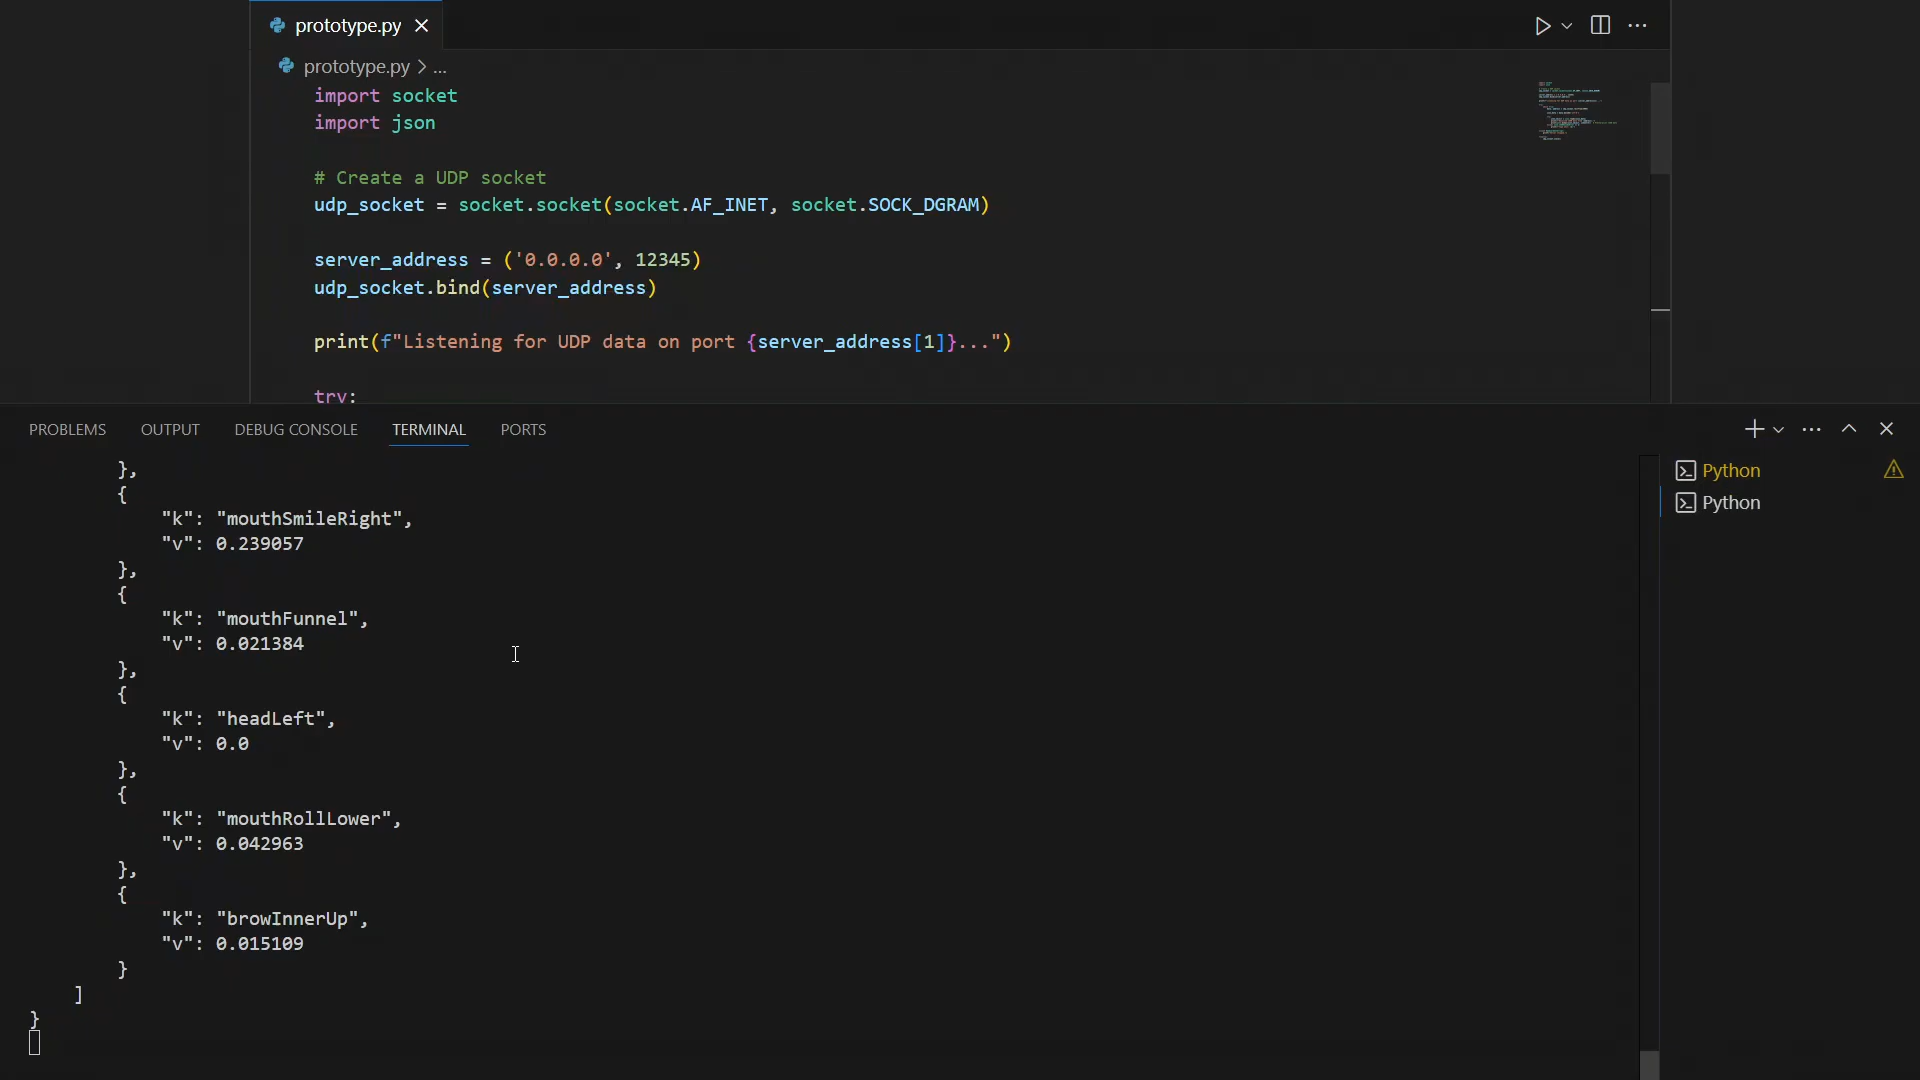 prototype.py
prototype.py > ...
import socket
import json
# Create a UDP socket
udp_socket = socket.socket(socket.AF_INET, socket.SOCK_DGRAM)
server_address = ('0.0.0.0', 12345)
udp_socket.bind(server_address)
print(f"Listening for UDP data on port {server_address[1]}...")
try:
PROBLEMS OUTPUT DEBUG CONSOLE TERMINAL PORTS
},
{
"k": "mouthSmileRight",
"v": 0.239057
},
{
"k": "mouthFunnel",
"v": 0.021384
},
{
"k": "headLeft",
"v": 0.0
},
{
"k": "mouthRollLower",
"v": 0.042963
},
{
"k": "browInnerUp",
"v": 0.015109
}
]
}
Python
Python